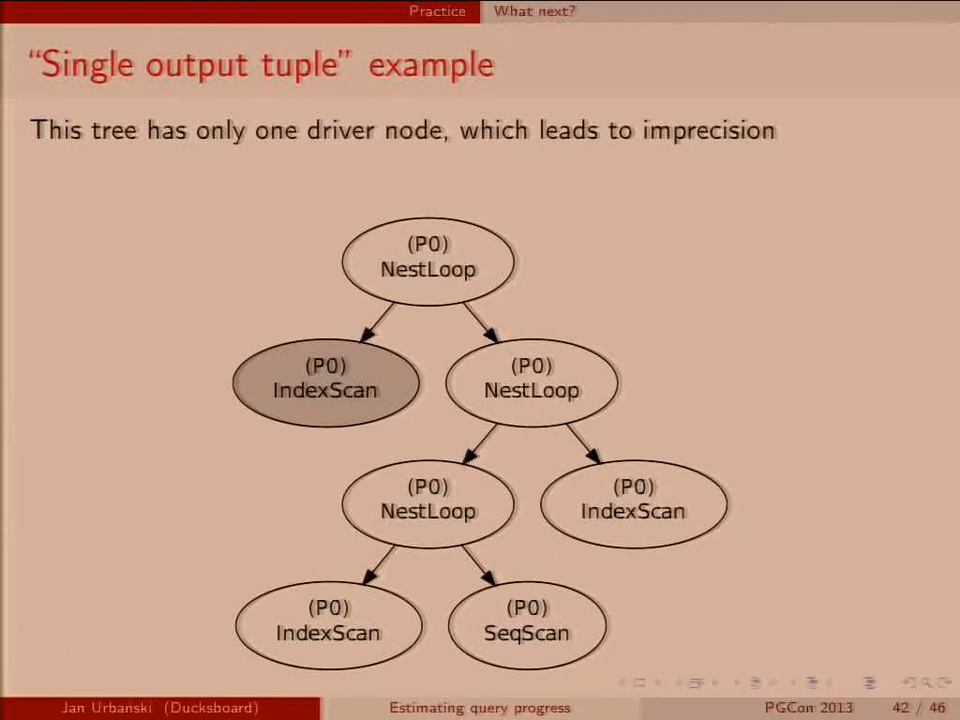 Practice What next?
“Single output tuple” example
This tree has only one driver node, which leads to imprecision
(P0)
NestLoop
(P0)
IndexScan
(P0)
NestLoop
(P0)
NestLoop
(P0)
IndexScan
(P0)
IndexScan
(P0)
SeqScan
Jan Urbański (Ducksboard) Estimating query progress PGCon 2013 42 / 46